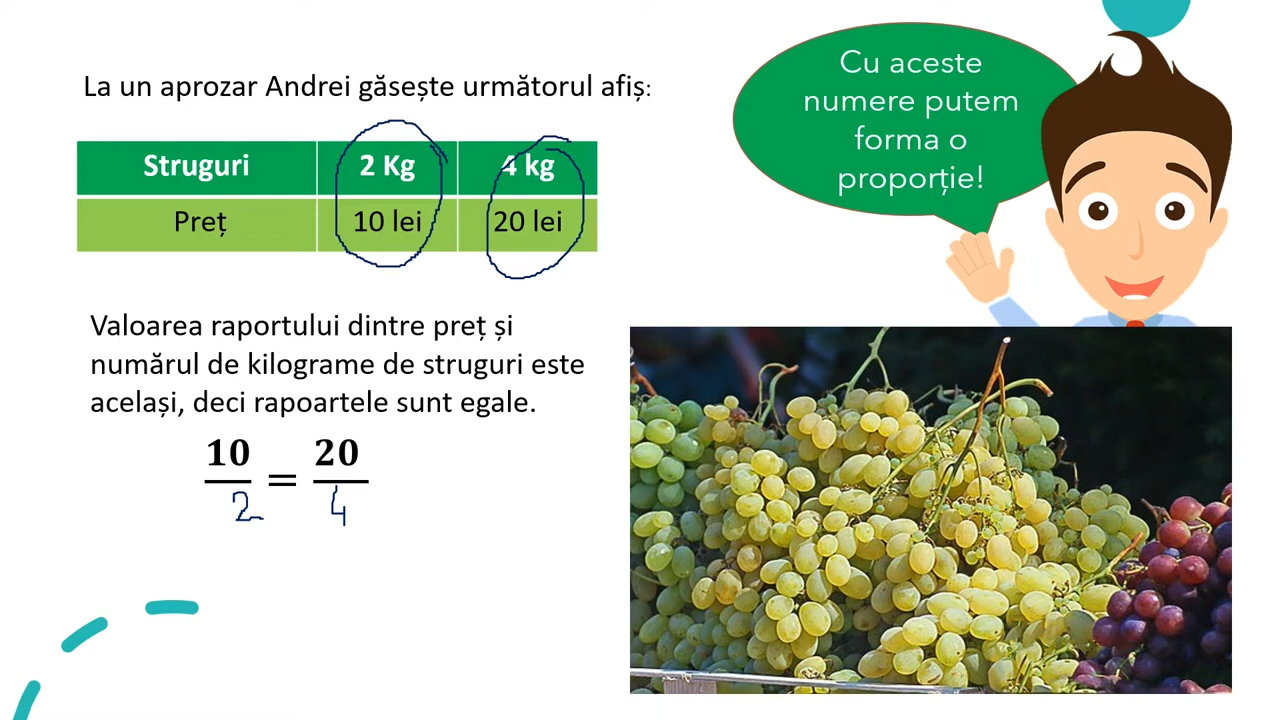 La un aprozar Andrei găsește următorul afiș:
Struguri 2 Kg 4 kg
Preț 10 lei 20 lei
Valoarea raportului dintre preț și
numărul de kilograme de struguri este
același, deci rapoartele sunt egale.
10 = 20
2 4
Cu aceste
numere putem
forma o
proporție!